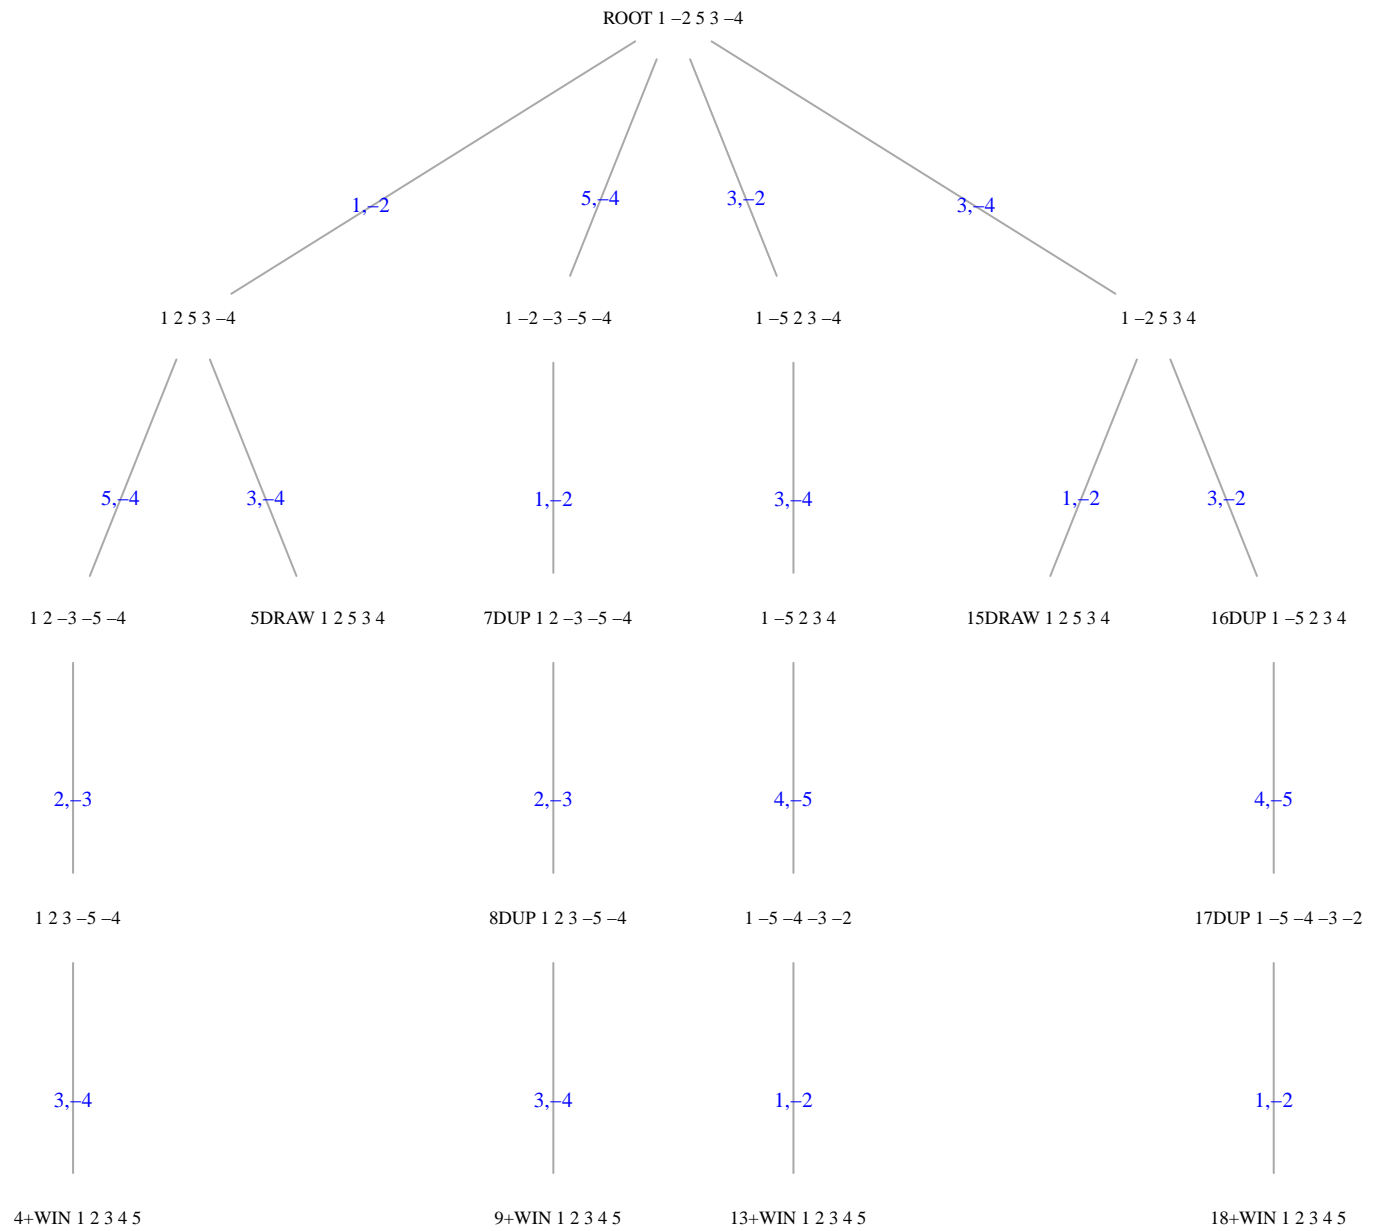 ROOT 1 –2 5 3 –4
1,–2
5,–4
3,–2
3,–4
1 2 5 3 –4
1 –2 –3 –5 –4
1 –5 2 3 –4
1 –2 5 3 4
5,–4
3,–4
1,–2
3,–4
1,–2
3,–2
1 2 –3 –5 –4
5DRAW 1 2 5 3 4
7DUP 1 2 –3 –5 –4
1 –5 2 3 4
15DRAW 1 2 5 3 4
16DUP 1 –5 2 3 4
2,–3
2,–3
4,–5
4,–5
1 2 3 –5 –4
8DUP 1 2 3 –5 –4
1 –5 –4 –3 –2
17DUP 1 –5 –4 –3 –2
3,–4
3,–4
1,–2
1,–2
4+WIN 1 2 3 4 5
9+WIN 1 2 3 4 5
13+WIN 1 2 3 4 5
18+WIN 1 2 3 4 5